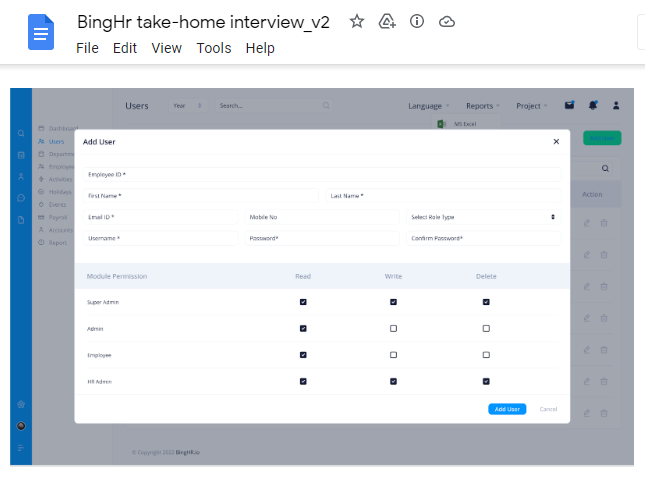 BingHr take-home interview_v2
File Edit View Tools Help
Users Year Search... Language Reports Project
MS Excel
Dashboard
Users
Employee
Activities
Holidays
Events
Payroll
Accounts
Report
Add User
Employee ID *
First Name * Last Name *
Email ID * Mobile No Select Role Type
Username * Password* Confirm Password*
Action
Module Permission Read Write Delete
Super Admin
Admin
Employee
HR Admin
Add User Cancel
© Copyright 2022 BingHR.io